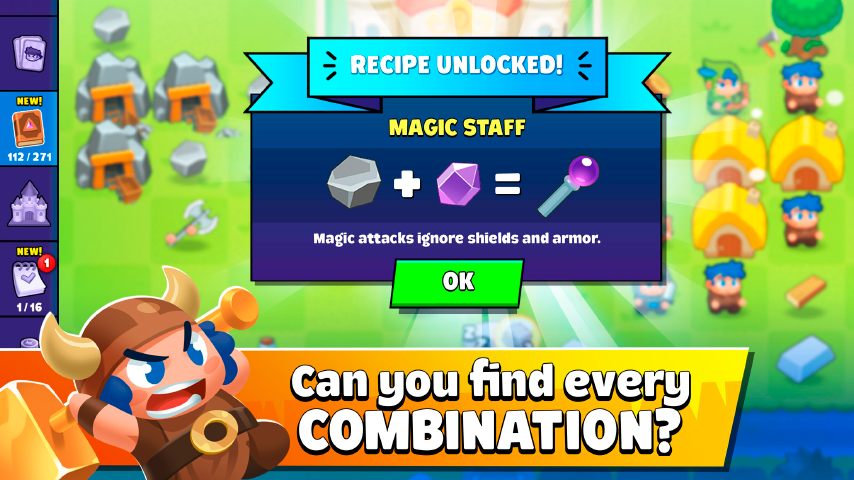 NEW!
112 / 271
NEW!
1
1 / 16
RECIPE UNLOCKED!
MAGIC STAFF
+ =
Magic attacks ignore shields and armor.
OK
Can you find every
COMBINATION?